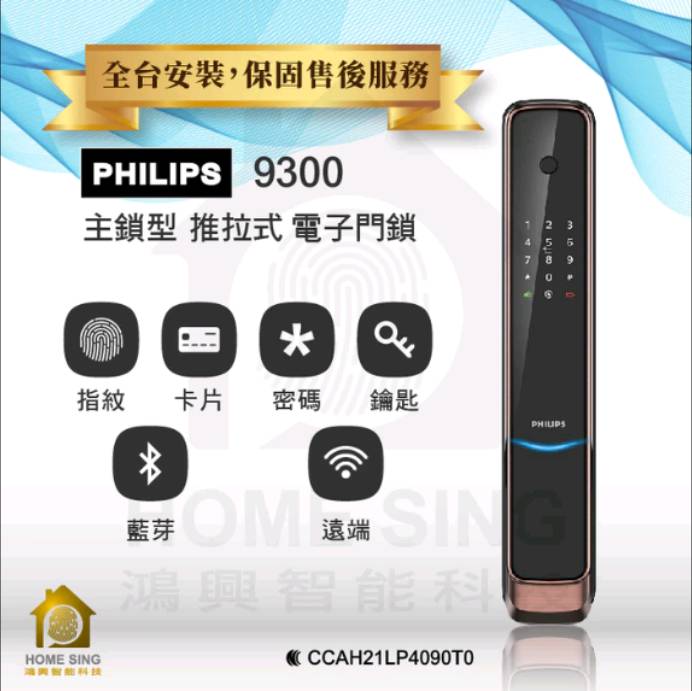 全台安裝，保固售後服務
PHILIPS 9300
主鎖型 推拉式 電子門鎖
1 2 3
4 5 6
7 8 9
* 0 #
指紋 卡片 密碼 鑰匙
PHILIPS
藍芽 遠端
HOME SING
鴻興智能科技
HOME SING
鴻興智能科技
CCAH21LP4090T0